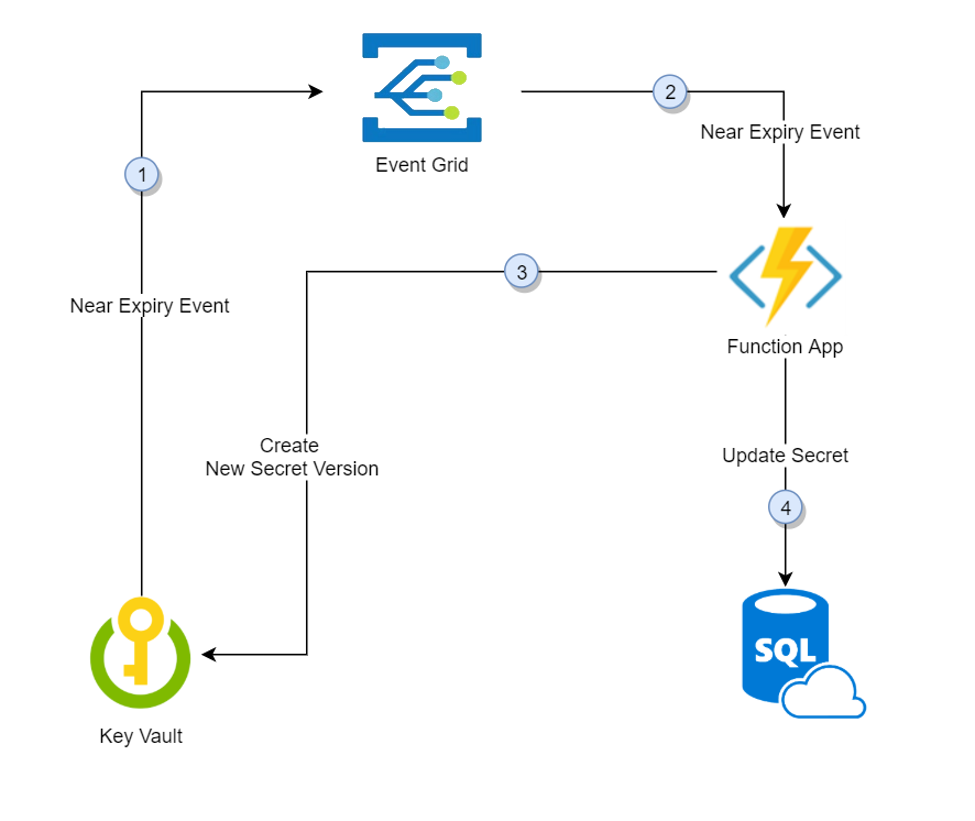 Event Grid
1
2
Near Expiry Event
3
Near Expiry Event
Function App
Create
New Secret Version
Update Secret
4
SQL
Key Vault